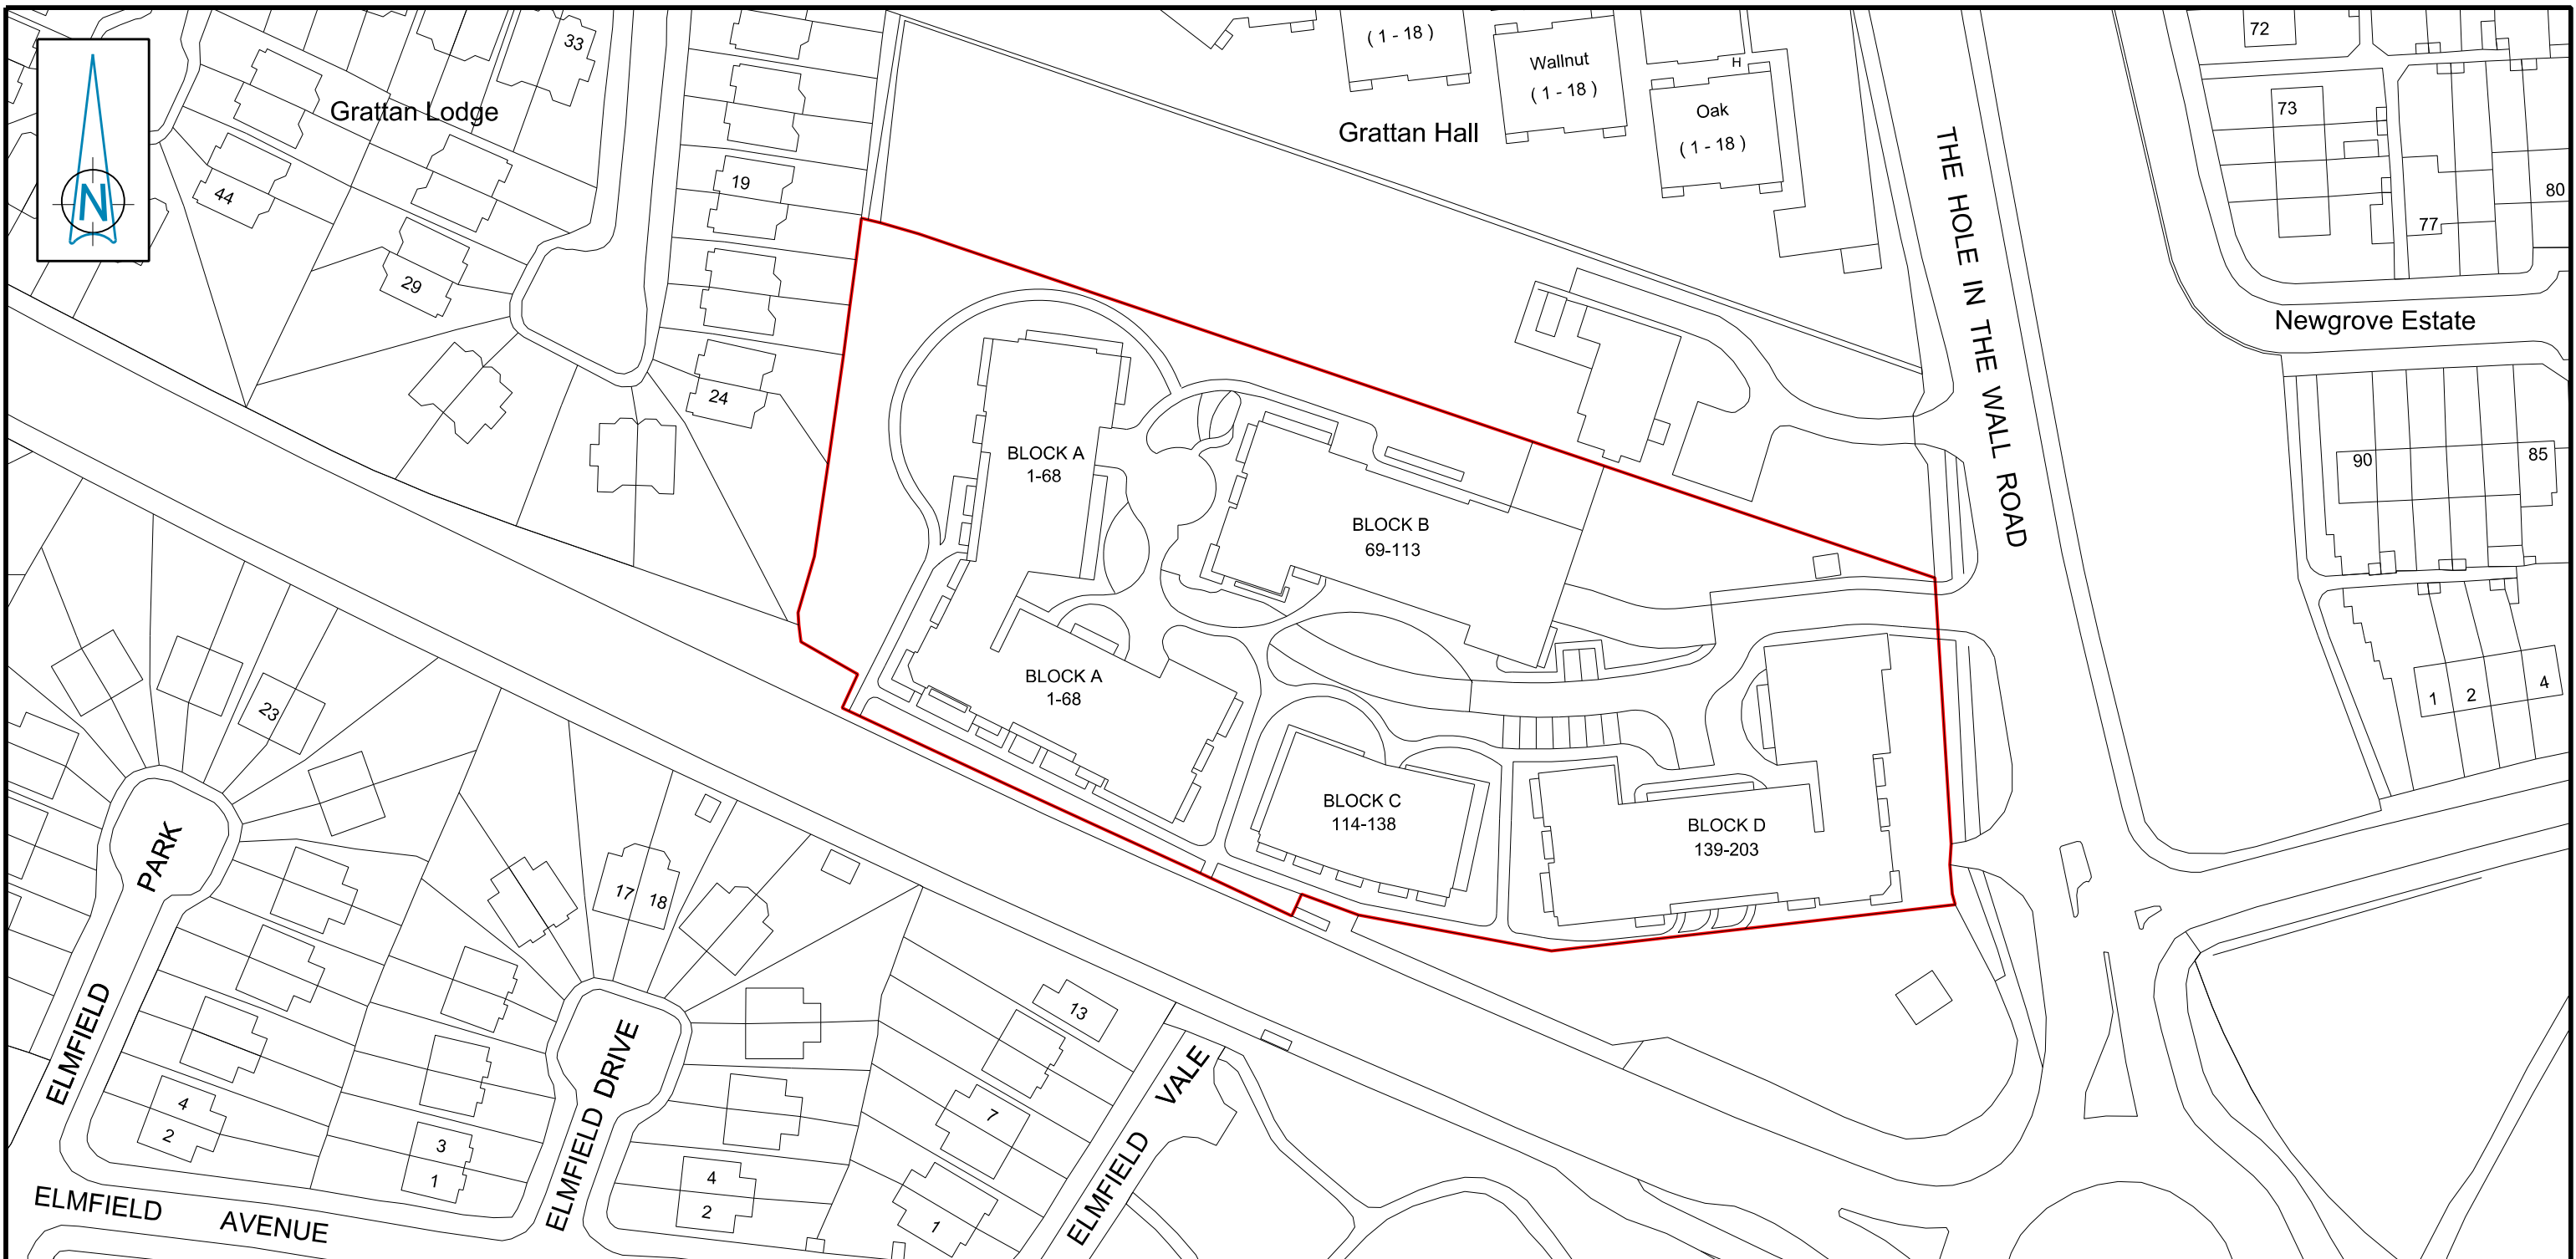 33
Grattan Lodge
44
29
19
24
N
( 1 - 18 )
Wallnut
( 1 - 18 )
H
Oak
( 1 - 18 )
Grattan Hall
THE HOLE IN THE WALL ROAD
72
73
77
80
Newgrove Estate
90
85
1
2
4
BLOCK A
1-68
BLOCK B
69-113
BLOCK A
1-68
BLOCK C
114-138
BLOCK D
139-203
23
17
18
13
7
1
ELMFIELD PARK
4
2
3
1
ELMFIELD DRIVE
4
2
ELMFIELD VALE
ELMFIELD AVENUE